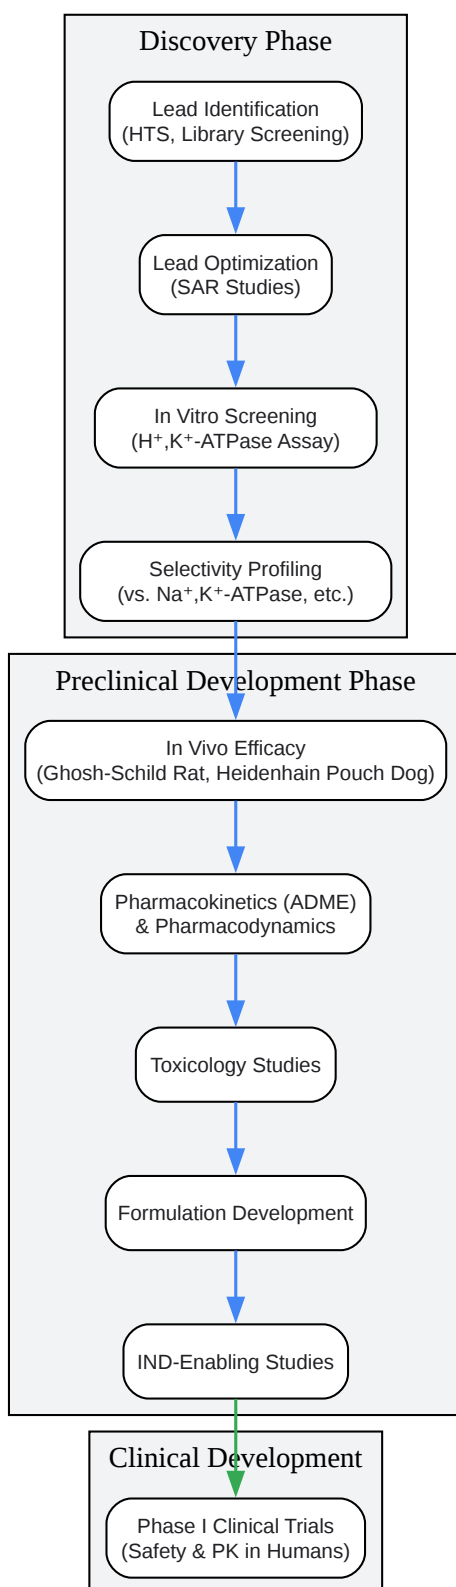 Discovery Phase
Lead Identification
(HTS, Library Screening)
Lead Optimization
(SAR Studies)
In Vitro Screening
(H⁺,K⁺-ATPase Assay)
Selectivity Profiling
(vs. Na⁺,K⁺-ATPase, etc.)
Preclinical Development Phase
In Vivo Efficacy
(Ghosh-Schild Rat, Heidenhain Pouch Dog)
Pharmacokinetics (ADME)
& Pharmacodynamics
Toxicology Studies
Formulation Development
IND-Enabling Studies
Clinical Development
Phase I Clinical Trials
(Safety & PK in Humans)